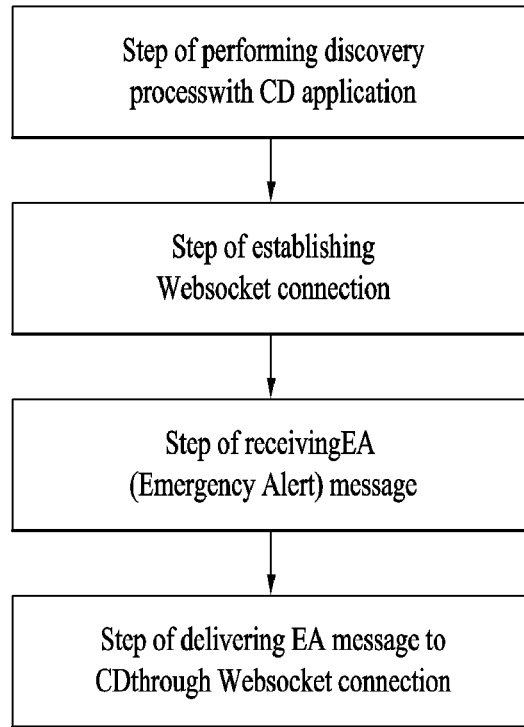 Step of performing discovery
processwith CD application
Step of establishing
Websocket connection
Step of receivingEA
(Emergency Alert) message
Step of delivering EA message to
CDthrough Websocket connection